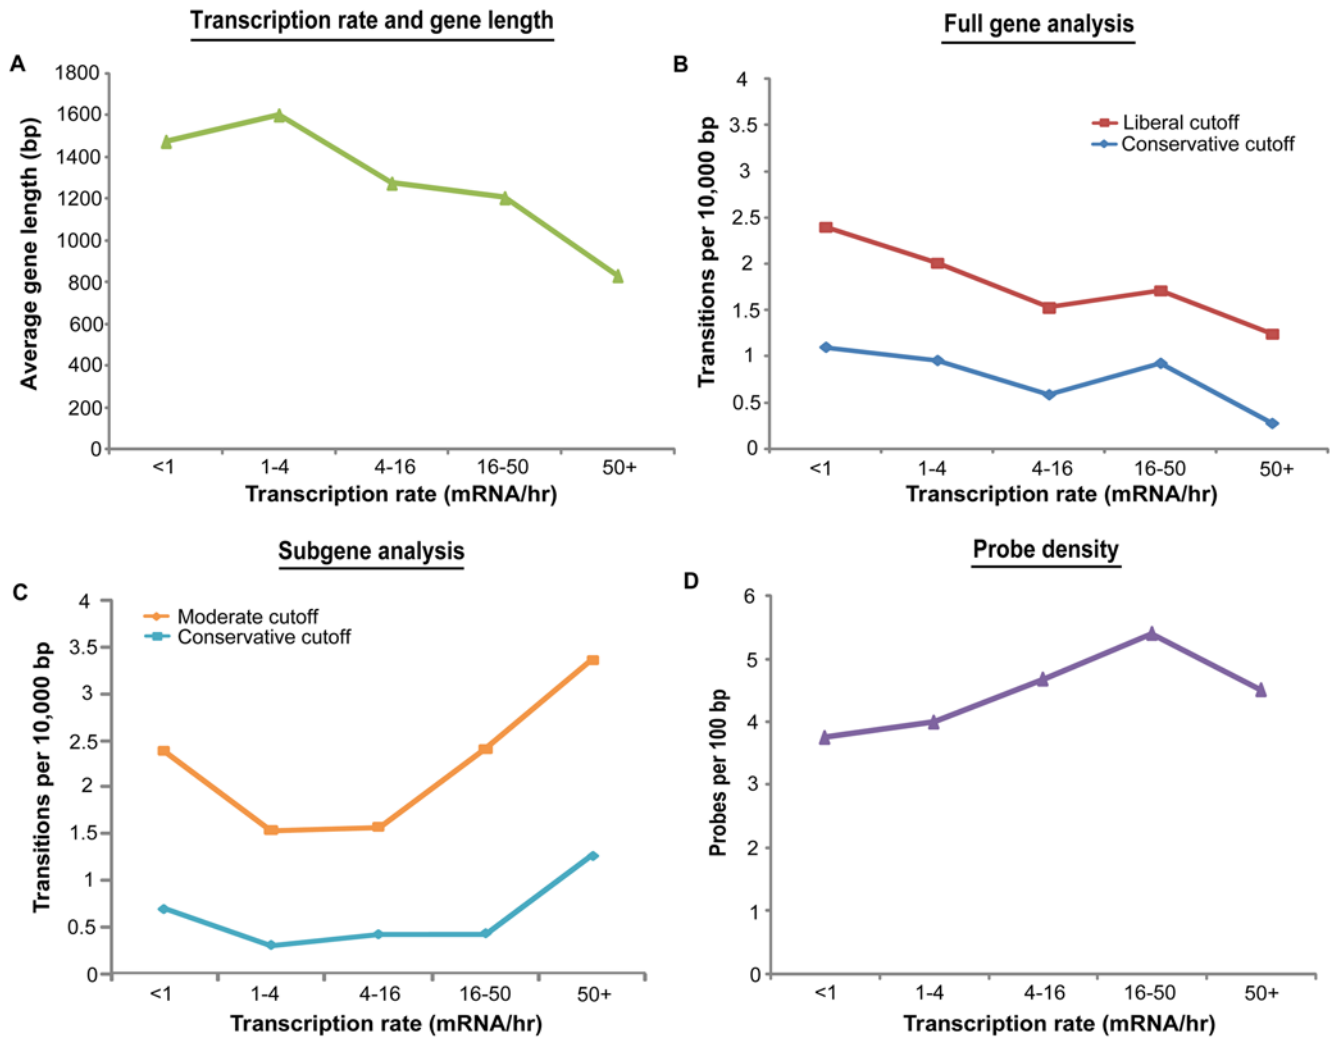 Transcription rate and gene length
A
Average gene length (bp)
1800
1600
1400
1200
1000
800
600
400
200
0
<1 1-4 4-16 16-50 50+
Transcription rate (mRNA/hr)
Full gene analysis
B
Transitions per 10,000 bp
4
3.5
3
2.5
2
1.5
1
0.5
0
Liberal cutoff
Conservative cutoff
<1 1-4 4-16 16-50 50+
Transcription rate (mRNA/hr)
Subgene analysis
C
Transitions per 10,000 bp
4
3.5
3
2.5
2
1.5
1
0.5
0
Moderate cutoff
Conservative cutoff
<1 1-4 4-16 16-50 50+
Transcription rate (mRNA/hr)
Probe density
D
Probes per 100 bp
6
5
4
3
2
1
0
<1 1-4 4-16 16-50 50+
Transcription rate (mRNA/hr)